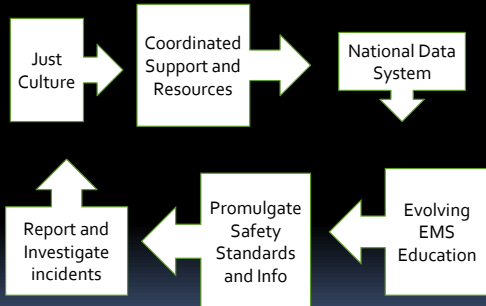 Just
Culture
Coordinated
Support and
Resources
National Data
System
Evolving
EMS
Education
Promulgate
Safety
Standards
and Info
Report and
Investigate
incidents